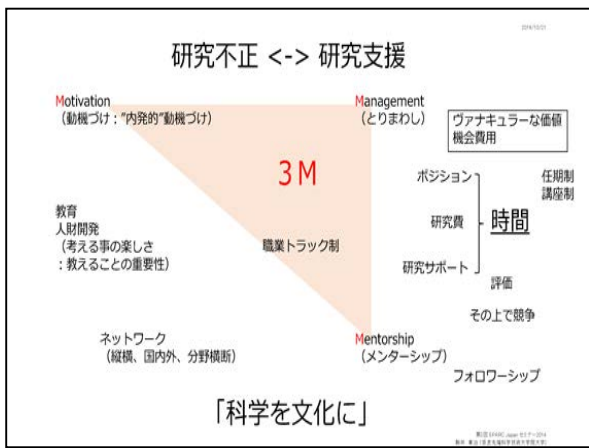 2014/10/21
研究不正 <-> 研究支援
Motivation
（動機づけ：”内発的”動機づけ）
Management
（とりまわし）
ヴァナキュラーな価値
機会費用
3M
ポジション
任期制
講座制
教育
人財開発
（考える事の楽しさ
：教えることの重要性）
研究費
時間
職業トラック制
研究サポート
評価
その上で競争
ネットワーク
（縦横、国内外、分野横断）
Mentorship
（メンターシップ）
フォロワーシップ
「科学を文化に」